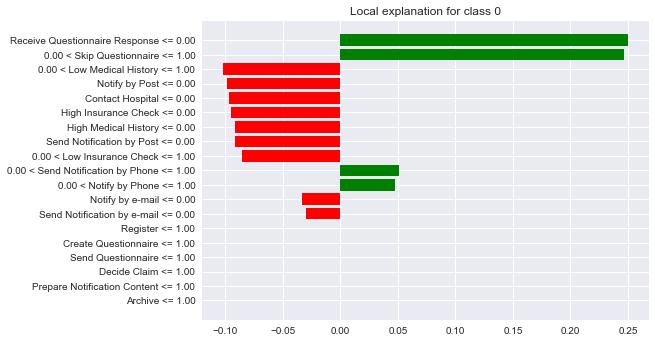 Local explanation for class 0
Receive Questionnaire Response <= 0.00
0.00 < Skip Questionnaire <= 1.00
0.00 < Low Medical History <= 1.00
Notify by Post <= 0.00
Contact Hospital <= 0.00
High Insurance Check <= 0.00
High Medical History <= 0.00
Send Notification by Post <= 0.00
0.00 < Low Insurance Check <= 1.00
0.00 < Send Notification by Phone <= 1.00
0.00 < Notify by Phone <= 1.00
Notify by e-mail <= 0.00
Send Notification by e-mail <= 0.00
Register <= 1.00
Create Questionnaire <= 1.00
Send Questionnaire <= 1.00
Decide Claim <= 1.00
Prepare Notification Content <= 1.00
Archive <= 1.00
−0.10 −0.05 0.00 0.05 0.10 0.15 0.20 0.25